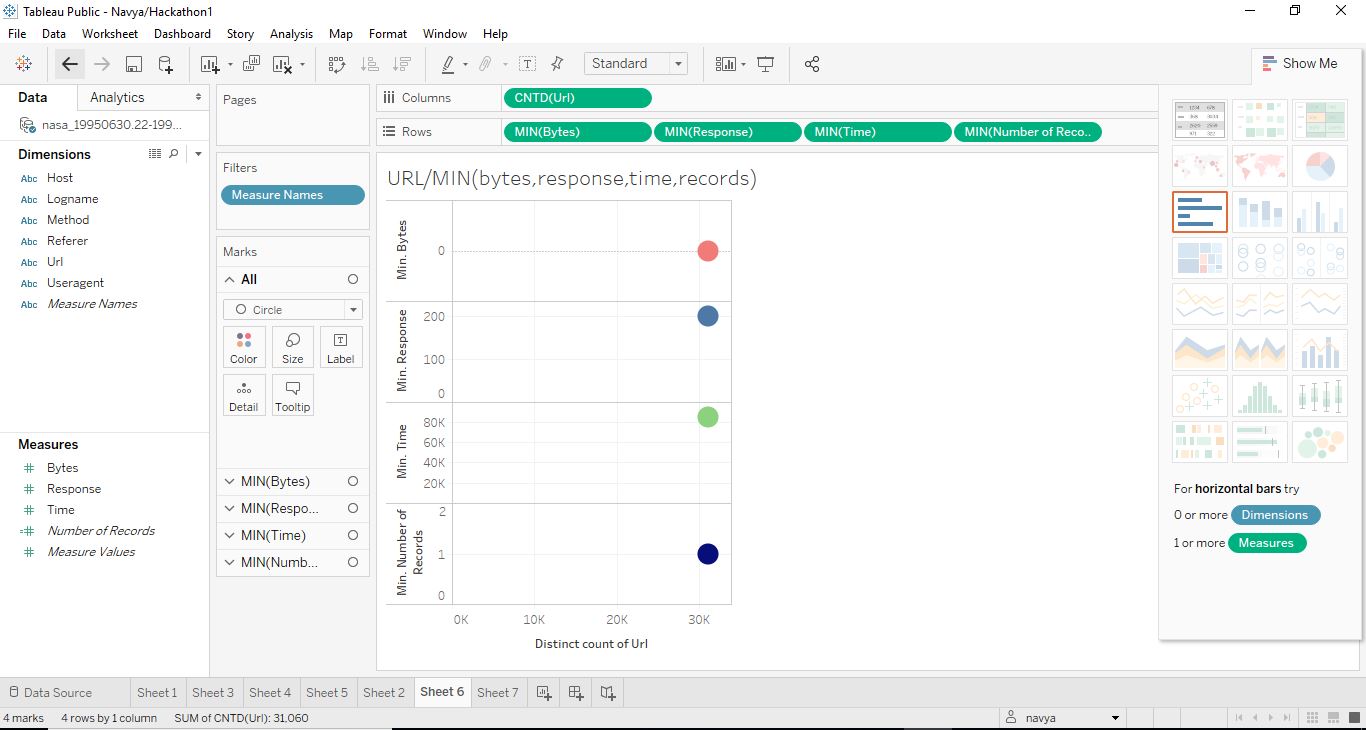 Tableau Public - Navya/Hackathon1
File Data Worksheet Dashboard Story Analysis Map Format Window Help
Standard
Show Me
Data Analytics
nasa_19950630.22-199...
Dimensions
Abc Host
Abc Logname
Abc Method
Abc Referer
Abc Url
Abc Useragent
Abc Measure Names
Measures
Bytes
Response
Time
Number of Records
Measure Values
Pages
Filters
Measure Names
Marks
All
Circle
Color Size Label
Detail Tooltip
MIN(Bytes)
MIN(Respo...
MIN(Time)
MIN(Numb...
Columns CNTD(Url)
Rows MIN(Bytes) MIN(Response) MIN(Time) MIN(Number of Reco..
URL/MIN(bytes,response,time,records)
Min. Bytes
0
Min. Response
200
100
0
Min. Time
80K
60K
40K
20K
Min. Number of
Records
2
1
0
0K 10K 20K 30K
Distinct count of Url
For horizontal bars try
0 or more Dimensions
1 or more Measures
Data Source Sheet 1 Sheet 3 Sheet 4 Sheet 5 Sheet 2 Sheet 6 Sheet 7
4 marks 4 rows by 1 column SUM of CNTD(Url): 31,060 navya